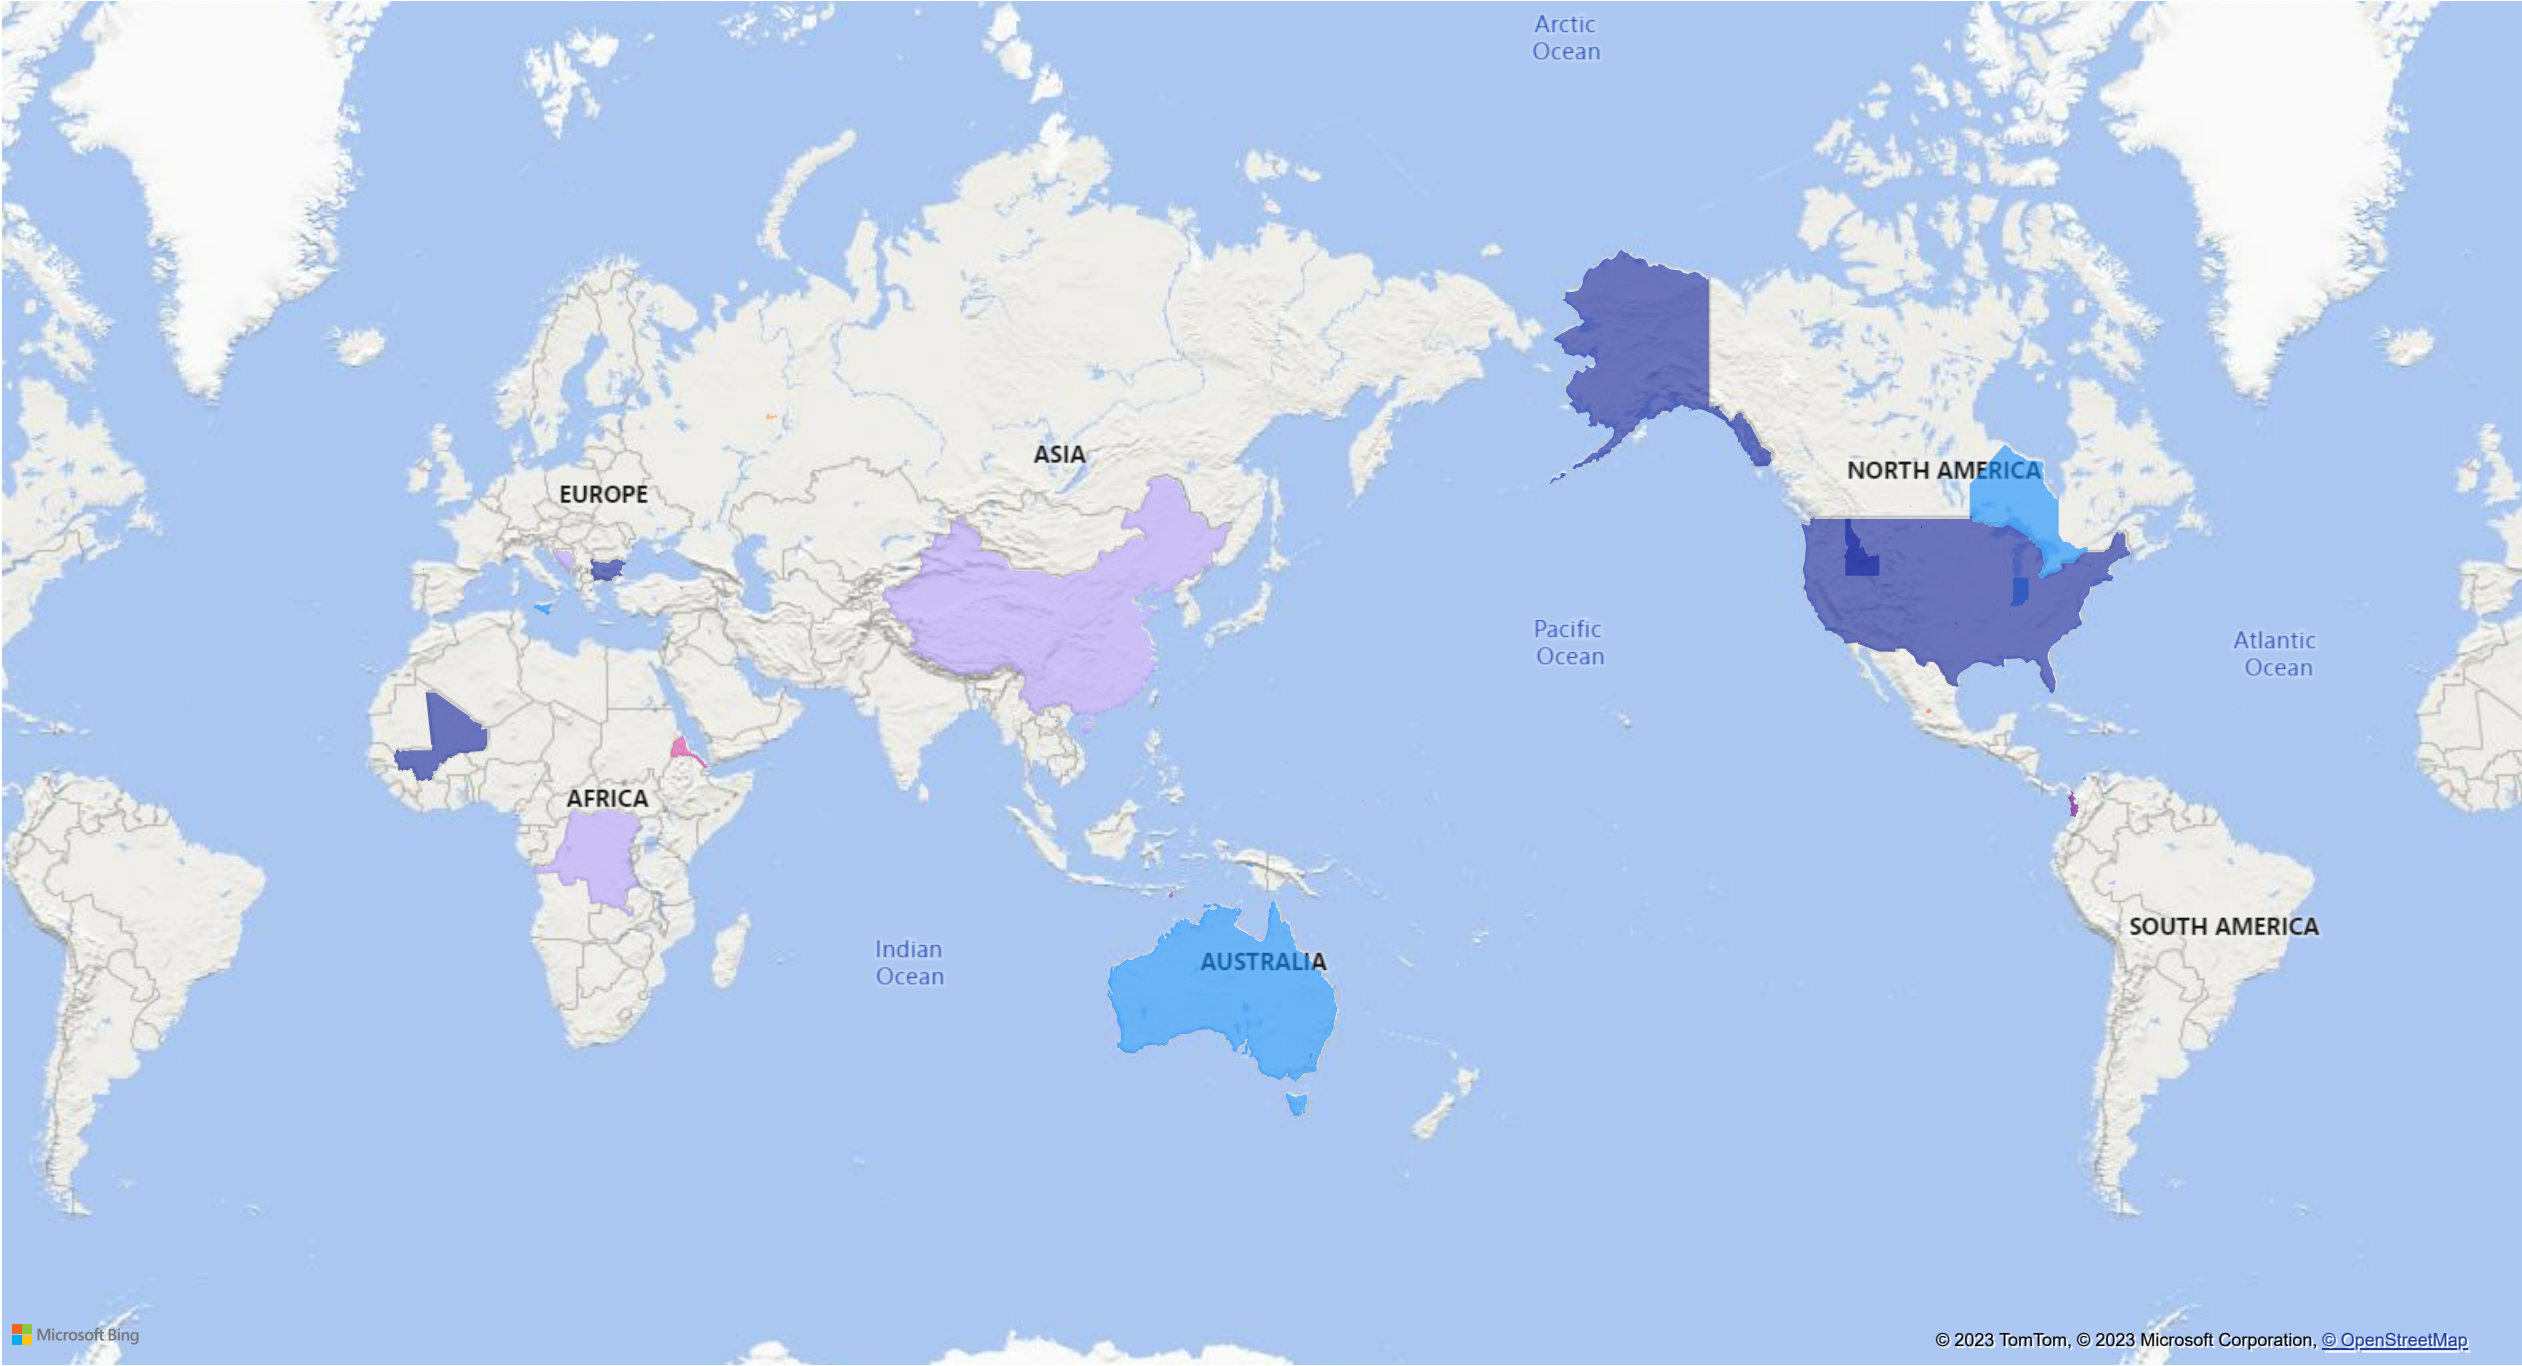 Arctic
Ocean
ASIA
NORTH AMERICA
EUROPE
Pacific
Ocean
Atlantic
Ocean
AFRICA
SOUTH AMERICA
Indian
Ocean
AUSTRALIA
Microsoft Bing
© 2023 TomTom, © 2023 Microsoft Corporation, © OpenStreetMap